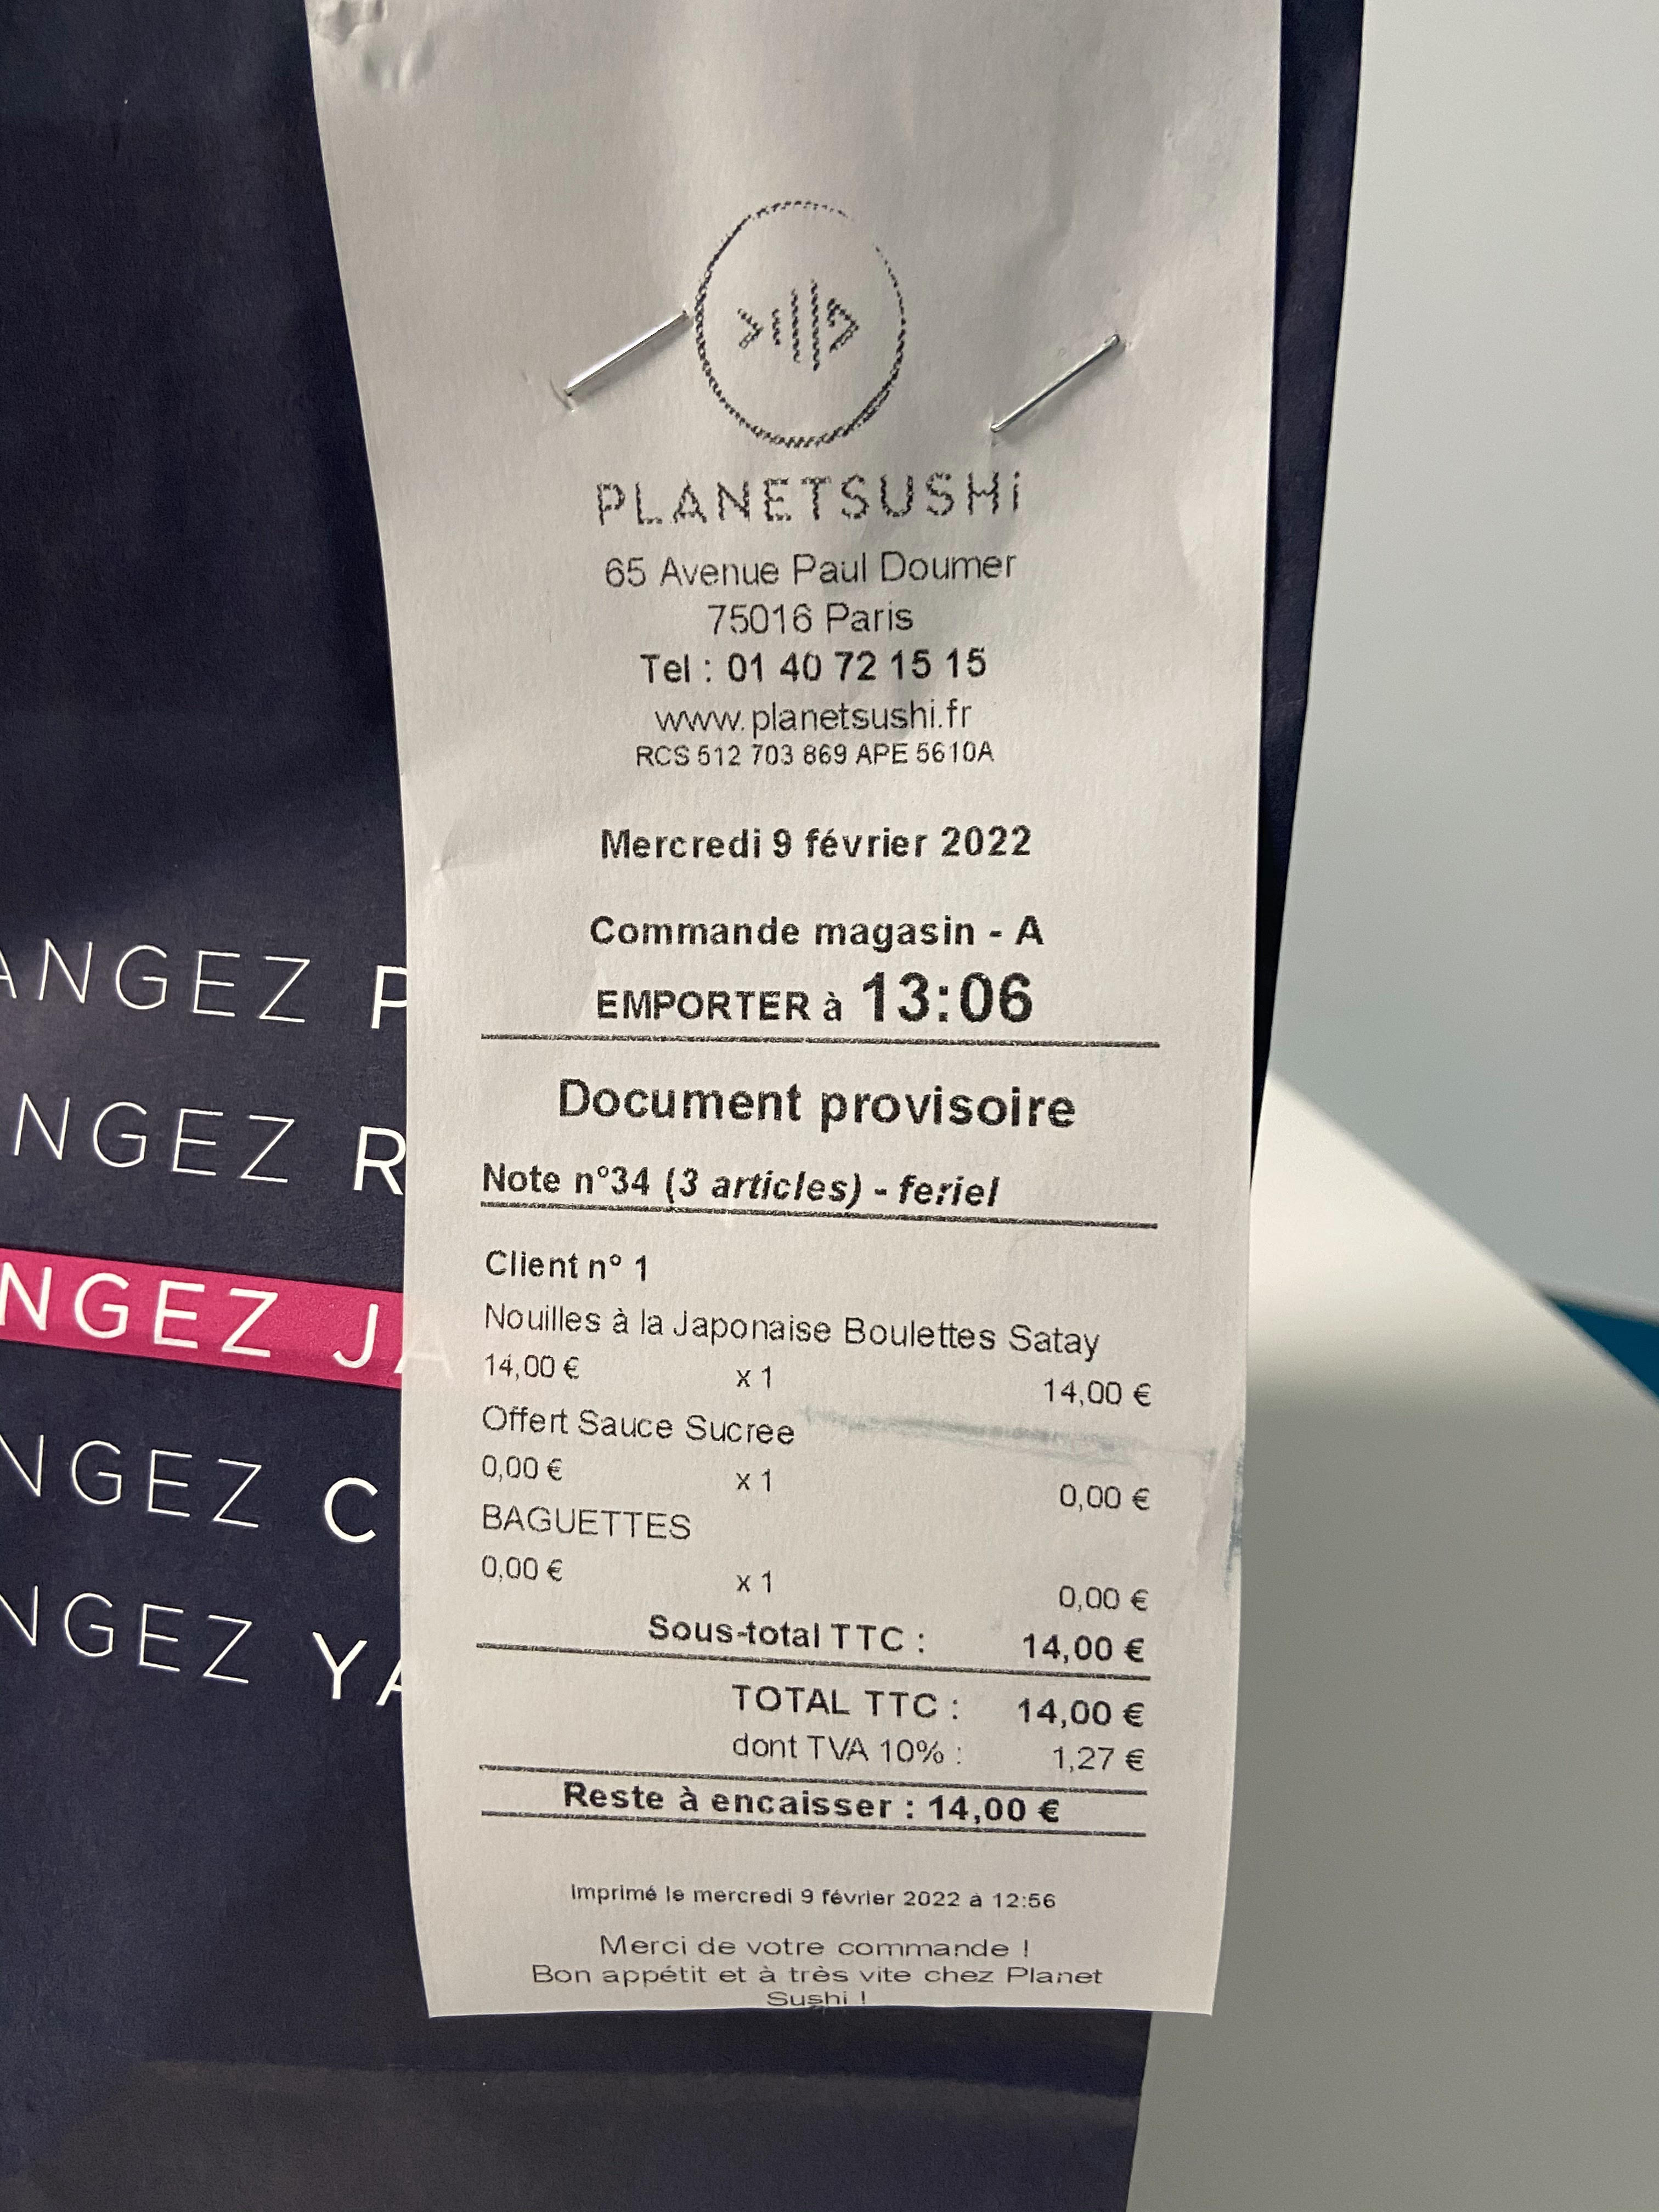 PLANETSUSHi
65 Avenue Paul Doumer
75016 Paris
Tel : 01 40 72 15 15
www.planetsushi.fr
RCS 512 703 869 APE 5610A
Mercredi 9 février 2022
Commande magasin - A
EMPORTER à 13:06
Document provisoire
Note n°34 (3 articles) - feriel
Client n° 1
Nouilles à la Japonaise Boulettes Satay
14,00 € x 1 14,00 €
Offert Sauce Sucree
0,00 € x 1 0,00 €
BAGUETTES
0,00 € x 1 0,00 €
Sous-total TTC : 14,00 €
TOTAL TTC : 14,00 €
dont TVA 10% : 1,27 €
Reste à encaisser : 14,00 €
Imprimé le mercredi 9 février 2022 à 12:56
Merci de votre commande !
Bon appétit et à très vite chez Planet
Sushi !
ANGEZ P
NGEZ R
NGEZ JA
NGEZ C
NGEZ YA